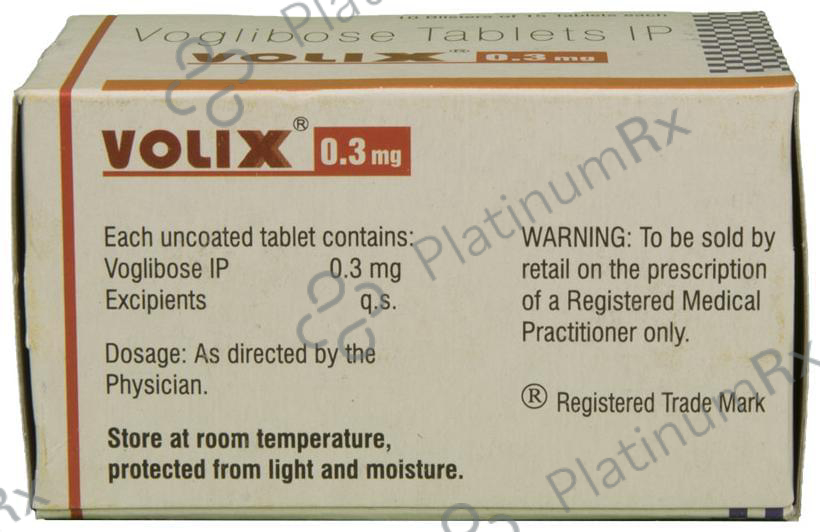 10 Blisters of 15 Tablets each
Voglibose Tablets IP
VOLIX® 0.3 mg
VOLIX® 0.3 mg
Each uncoated tablet contains:
Voglibose IP 0.3 mg
Excipients q.s.
Dosage: As directed by the
Physician.
Store at room temperature,
protected from light and moisture.
WARNING: To be sold by
retail on the prescription
of a Registered Medical
Practitioner only.
® Registered Trade Mark
PlatinumRx
PlatinumRx
PlatinumRx
Rx